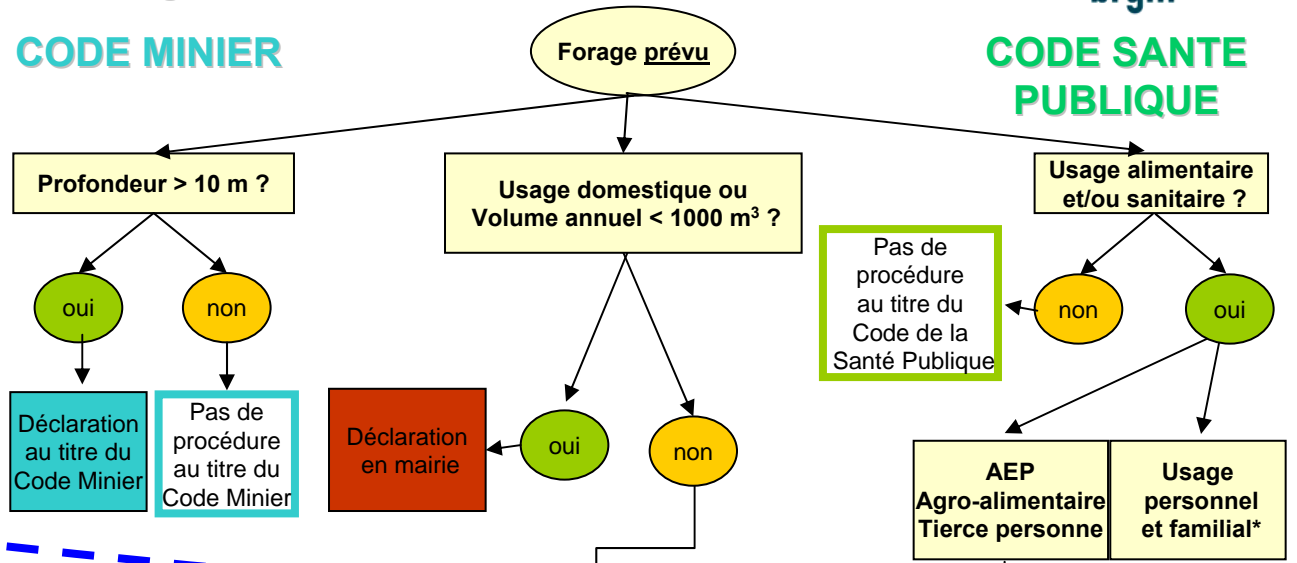 brgm
CODE MINIER
Forage prévu
CODE SANTE
PUBLIQUE
Profondeur > 10 m ?
Usage domestique ou
Volume annuel < 1000 m³ ?
Usage alimentaire
et/ou sanitaire ?
oui
non
Pas de
procédure
au titre du
Code de la
Santé Publique
non
oui
Déclaration
au titre du
Code Minier
Pas de
procédure
au titre du
Code Minier
Déclaration
en mairie
oui
non
AEP
Agro-alimentaire
Tierce personne
Usage
personnel
et familial*